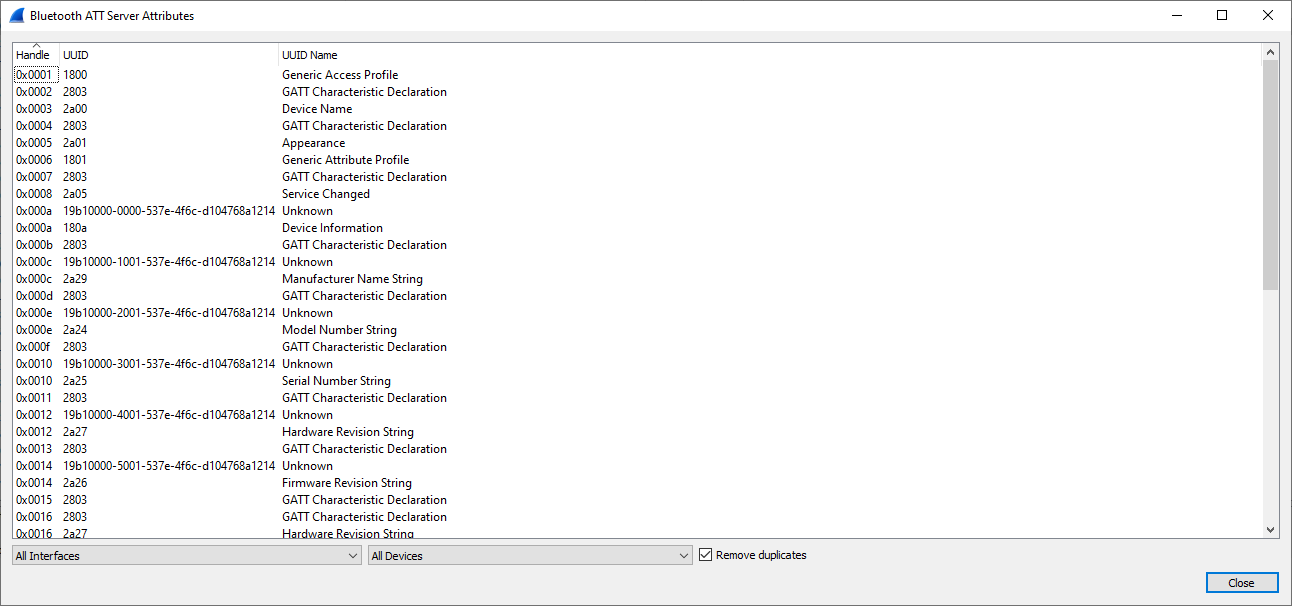 Bluetooth ATT Server Attributes
Handle UUID UUID Name
0x0001 1800 Generic Access Profile
0x0002 2803 GATT Characteristic Declaration
0x0003 2a00 Device Name
0x0004 2803 GATT Characteristic Declaration
0x0005 2a01 Appearance
0x0006 1801 Generic Attribute Profile
0x0007 2803 GATT Characteristic Declaration
0x0008 2a05 Service Changed
0x000a 19b10000-0000-537e-4f6c-d104768a1214 Unknown
0x000a 180a Device Information
0x000b 2803 GATT Characteristic Declaration
0x000c 19b10000-1001-537e-4f6c-d104768a1214 Unknown
0x000c 2a29 Manufacturer Name String
0x000d 2803 GATT Characteristic Declaration
0x000e 19b10000-2001-537e-4f6c-d104768a1214 Unknown
0x000e 2a24 Model Number String
0x000f 2803 GATT Characteristic Declaration
0x0010 19b10000-3001-537e-4f6c-d104768a1214 Unknown
0x0010 2a25 Serial Number String
0x0011 2803 GATT Characteristic Declaration
0x0012 19b10000-4001-537e-4f6c-d104768a1214 Unknown
0x0012 2a27 Hardware Revision String
0x0013 2803 GATT Characteristic Declaration
0x0014 19b10000-5001-537e-4f6c-d104768a1214 Unknown
0x0014 2a26 Firmware Revision String
0x0015 2803 GATT Characteristic Declaration
0x0016 2803 GATT Characteristic Declaration
0x0016 2a27 Hardware Revision String
All Interfaces All Devices Remove duplicates
Close